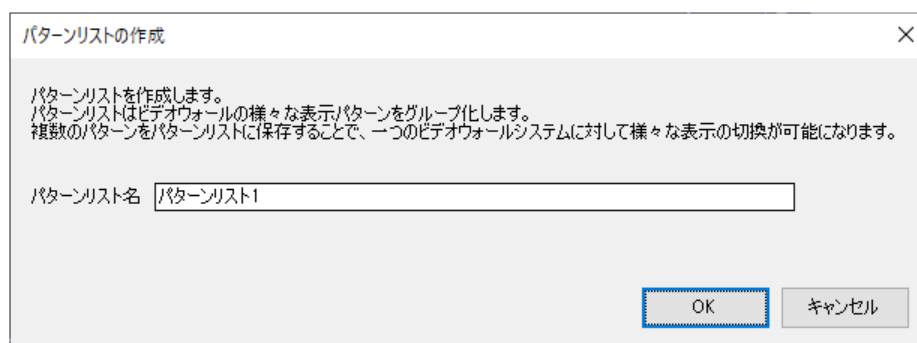 パターンリストの作成
パターンリストを作成します。
パターンリストはビデオウォールの様々な表示パターンをグループ化します。
複数のパターンをパターンリストに保存することで、一つのビデオウォールシステムに対して様々な表示の切換が可能になります。
パターンリスト名 パターンリスト1
OK キャンセル